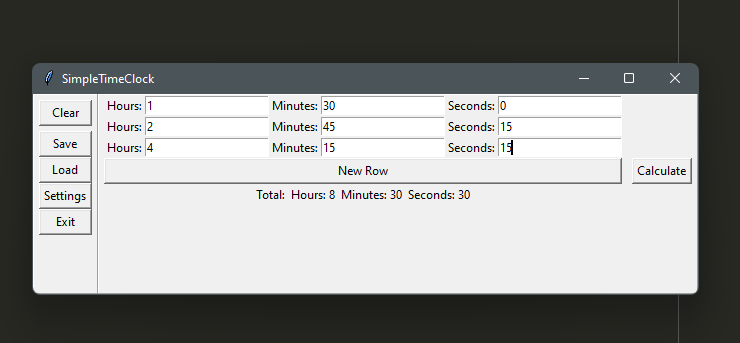 SimpleTimeClock
Clear
Save
Load
Settings
Exit
Hours: 1 Minutes: 30 Seconds: 0
Hours: 2 Minutes: 45 Seconds: 15
Hours: 4 Minutes: 15 Seconds: 15
New Row Calculate
Total: Hours: 8 Minutes: 30 Seconds: 30